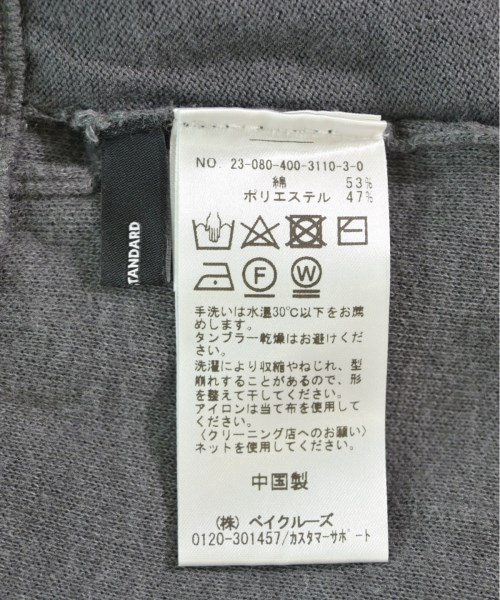 NO. 23-080-400-3110-3-0
綿 53%
ポリエステル 47%
F
W
手洗いは水温30℃以下をお薦
めします。
タンブラー乾燥はお避けくだ
さい。
洗濯により収縮やねじれ、型
崩れすることがあるので、形
を整えて干してください。
アイロンは当て布を使用して
ください。
〈クリーニング店へのお願い〉
ネットを使用してください。
中国製
(株) ベイクルーズ
0120-301457/カスタマーサポート
TANDARD